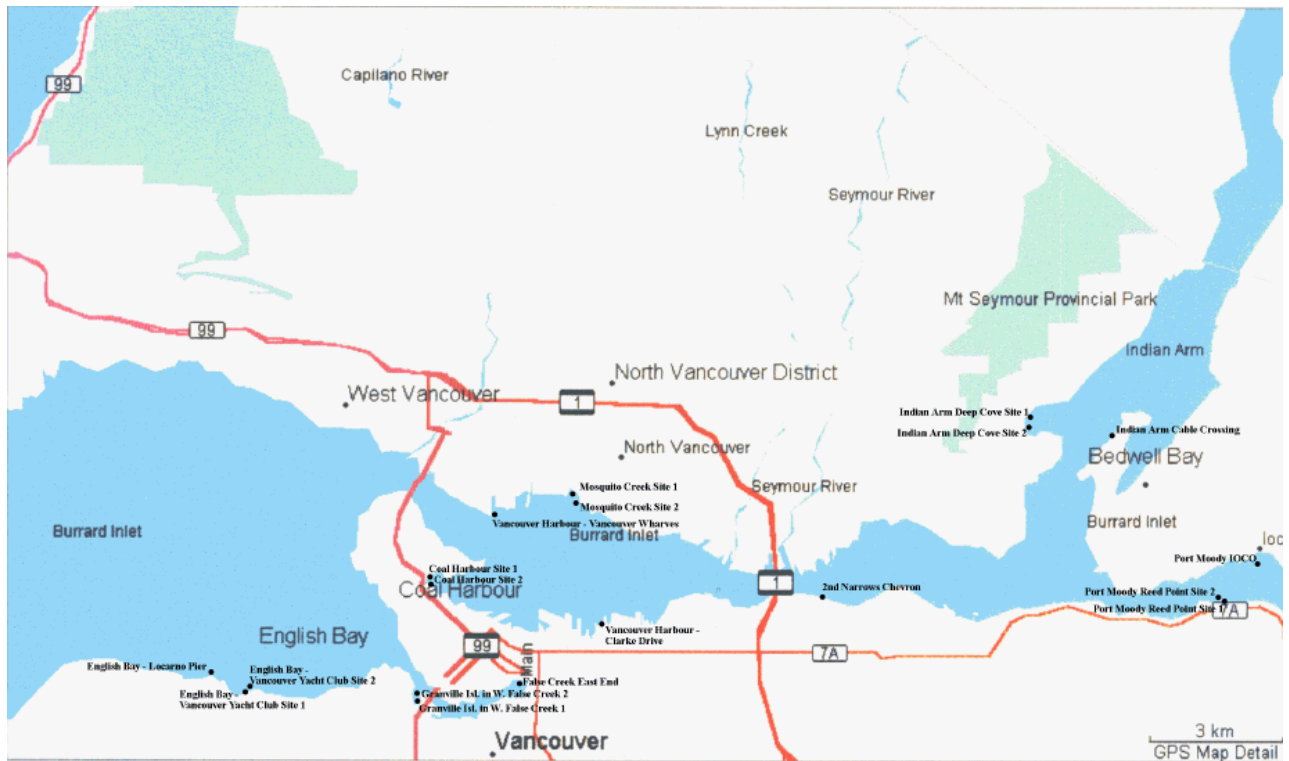 Capilano River
99
Lynn Creek
Seymour River
Mt Seymour Provincial Park
99
Indian Arm
North Vancouver District
West Vancouver
1
Indian Arm Deep Cove Site 1
Indian Arm Deep Cove Site 2
Indian Arm Cable Crossing
North Vancouver
Bedwell Bay
Mosquito Creek Site 1
Seymour River
Mosquito Creek Site 2
Vancouver Harbour - Vancouver Wharves
Burrard Inlet
Burrard Inlet
Burrard Inlet
Ioc
Port Moody IOCO
Coal Harbour Site 1
Coal Harbour Site 2
Coal Harbour
1
2nd Narrows Chevron
Port Moody Reed Point Site 2
Port Moody Reed Point Site 1
7A
Vancouver Harbour -
Clarke Drive
English Bay
99
Main
7A
English Bay - Locarno Pier
English Bay -
Vancouver Yacht Club Site 2
English Bay -
Vancouver Yacht Club Site 1
False Creek East End
Granville Isl. in W. False Creek 2
Granville Isl. in W. False Creek 1
Vancouver
3 km
GPS Map Detail